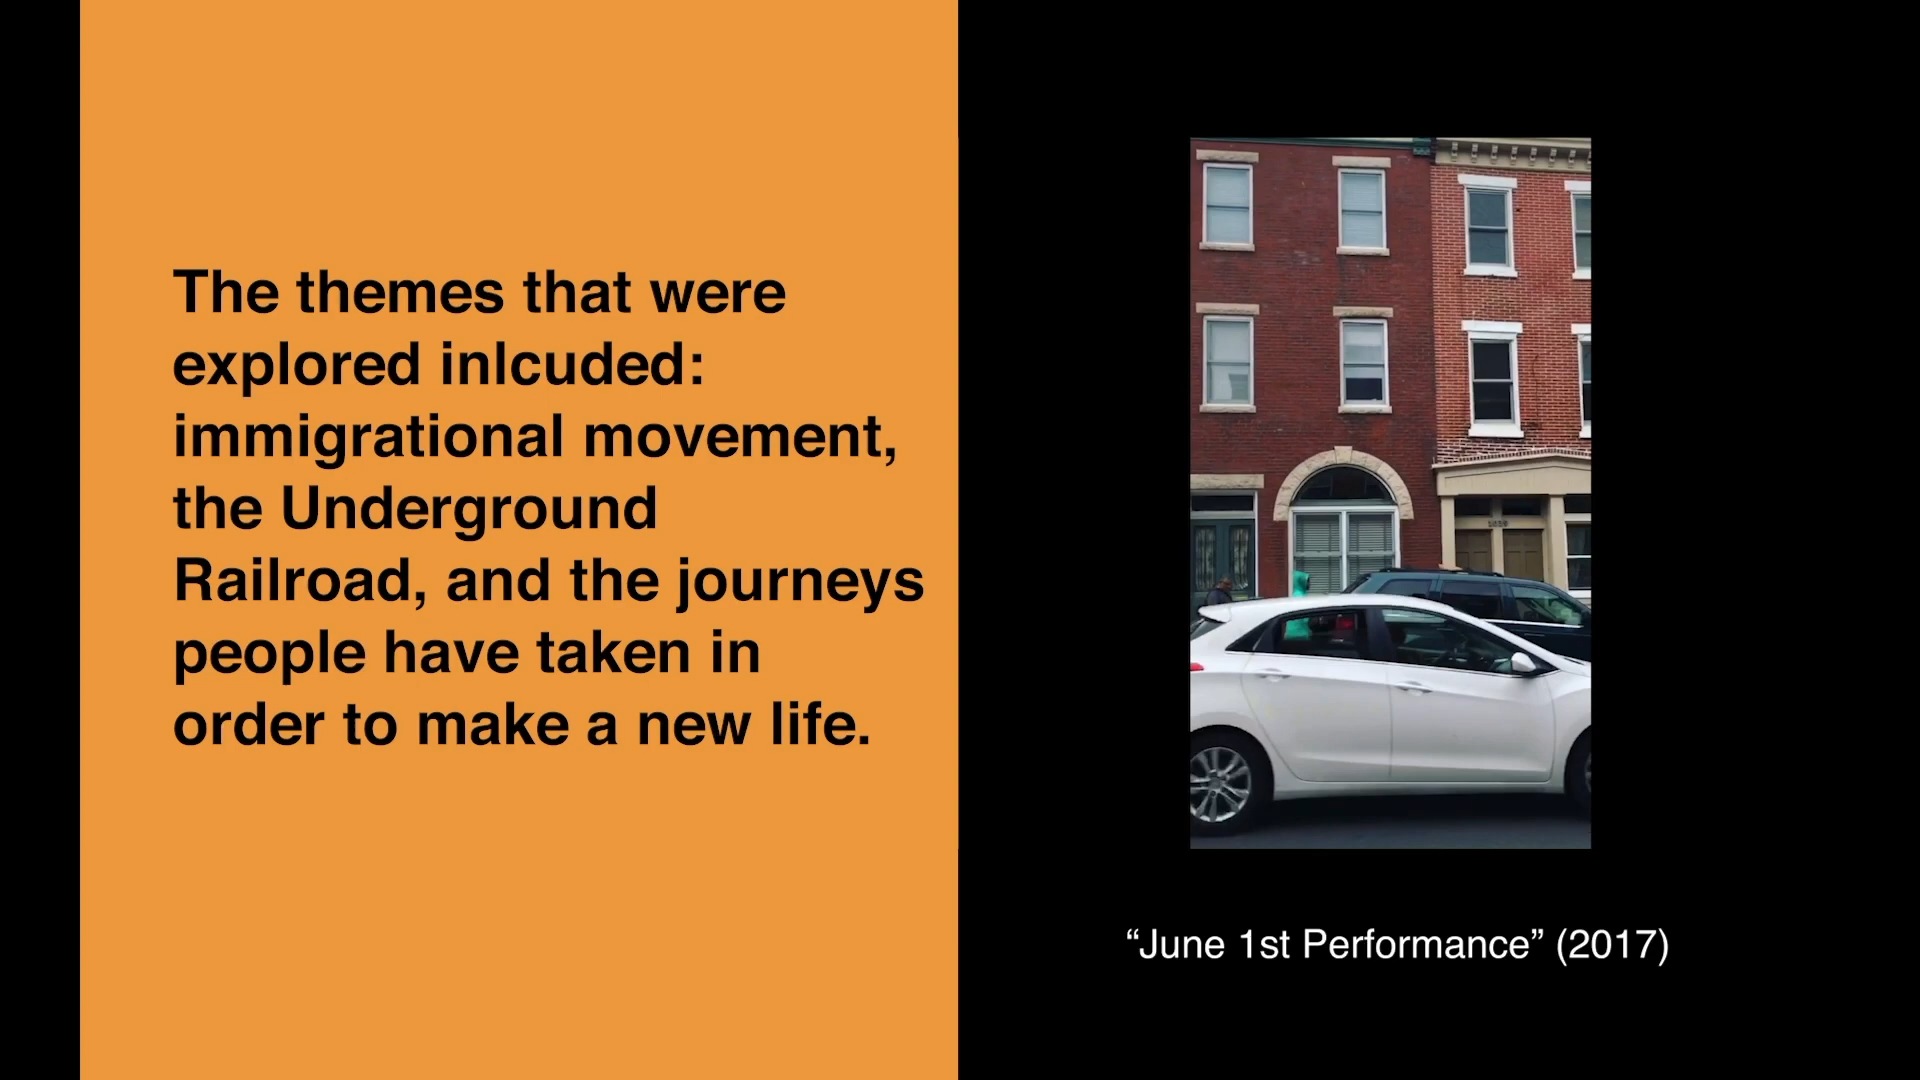 The themes that were
explored inlcuded:
immigrational movement,
the Underground
Railroad, and the journeys
people have taken in
order to make a new life.
“June 1st Performance” (2017)